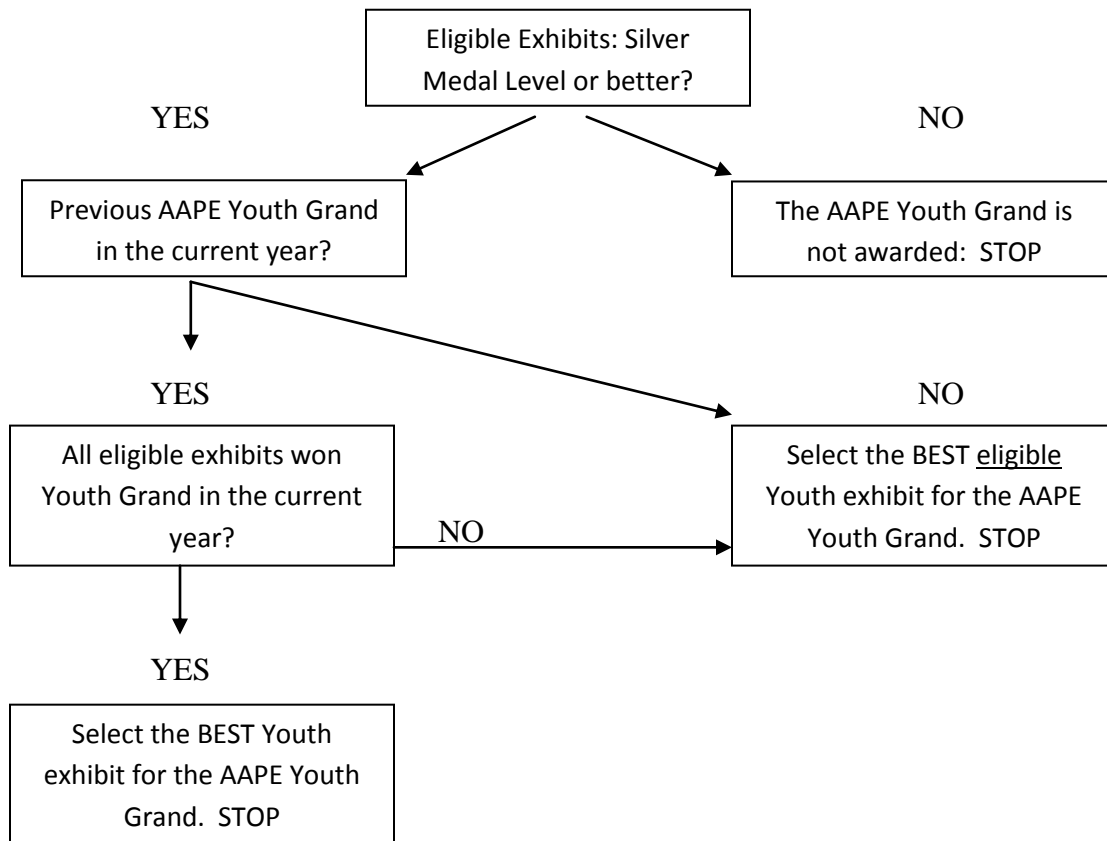 Eligible Exhibits: Silver
Medal Level or better?
YES
NO
Previous AAPE Youth Grand
in the current year?
The AAPE Youth Grand is
not awarded:  STOP
YES
NO
All eligible exhibits won
Youth Grand in the current
year?
NO
Select the BEST eligible
Youth exhibit for the AAPE
Youth Grand.  STOP
YES
Select the BEST Youth
exhibit for the AAPE Youth
Grand.  STOP